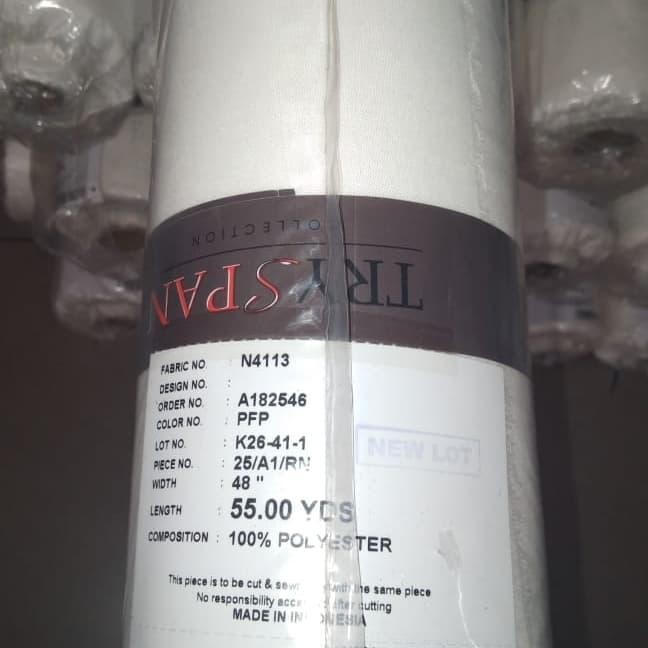 TRYSPAN
COLLECTION
FABRIC NO. N4113
DESIGN NO. :
ORDER NO. : A182546
COLOR NO. : PFP
LOT NO. : K26-41-1
PIECE NO. : 25/A1/RN
WIDTH : 48 "
LENGTH : 55.00 YDS
COMPOSITION : 100% POLYESTER
NEW LOT
This piece is to be cut & sewn with the same piece
No responsibility after cutting
MADE IN INDONESIA